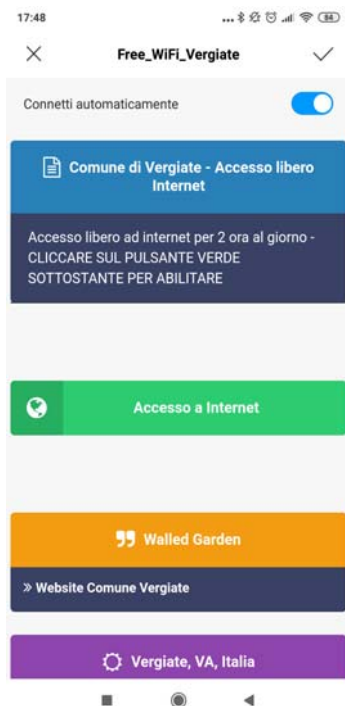 17:48
84
Free_WiFi_Vergiate
Connetti automaticamente
Comune di Vergiate - Accesso libero
Internet
Accesso libero ad internet per 2 ora al giorno -
CLICCARE SUL PULSANTE VERDE
SOTTOSTANTE PER ABILITARE
Accesso a Internet
Walled Garden
» Website Comune Vergiate
Vergiate, VA, Italia